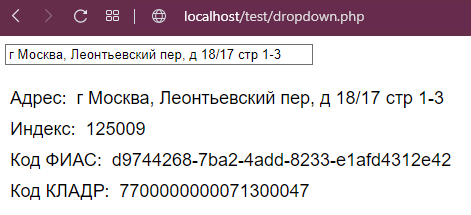 localhost/test/dropdown.php
г Москва, Леонтьевский пер, д 18/17 стр 1-3
Адрес: г Москва, Леонтьевский пер, д 18/17 стр 1-3
Индекс: 125009
Код ФИАС: d9744268-7ba2-4add-8233-e1afd4312e42
Код КЛАДР: 7700000000071300047